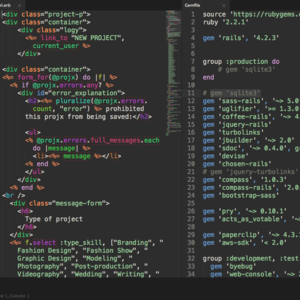 <div class="project-p">
<div class="container">
<div class="logy">
<%= link_to "NEW PROJECT",
current_user %>
</div>
<div class="container">
<%= form_for(@projx) do |f| %>
<% if @projx.errors.any? %>
<div id="error_explanation">
<h2><%= pluralize(@projx.errors.
count, "error") %> prohibited
this projx from being saved:</h2>
<ul>
<% @projx.errors.full_messages.each
do |message| %>
<li><%= message %></li>
<% end %>
</ul>
</div>
<% end %>
<br />
<div class="message-form">
<h6>
Type of project
</h6>
<%= f.select :type_skill, ["Branding", "
Fashion Design", "Fashion Show", "
Graphic Design", "Modeling", "
Photography", "Post-production", "
Videography", "Wedding", "Writing", "
Gemfile
source 'https://rubygems.
ruby '2.2.1'
gem 'rails', '4.2.3'
group :production do
# gem 'sqlite3'
end
# gem 'sqlite3'
gem 'sass-rails', '~> 5.0
gem 'uglifier', '>= 1.3.0
gem 'coffee-rails', '~> 4.
gem 'jquery-rails'
gem 'turbolinks'
gem 'jbuilder', '~> 2.0'
gem 'sdoc', '~> 0.4.0',
gem 'devise'
gem 'chosen-rails'
# gem 'jquery-turbolinks'
gem 'compass', '1.0.3'
gem 'compass-rails', '2.0
gem 'bootstrap-sass'
gem 'pry', '~> 0.10.1'
gem 'acts_as_votable', '~
gem 'paperclip', '~> 4.3.
gem 'aws-sdk', '< 2.0'
group :development, :test
gem 'byebug'
gem 'web-console', '~> 2